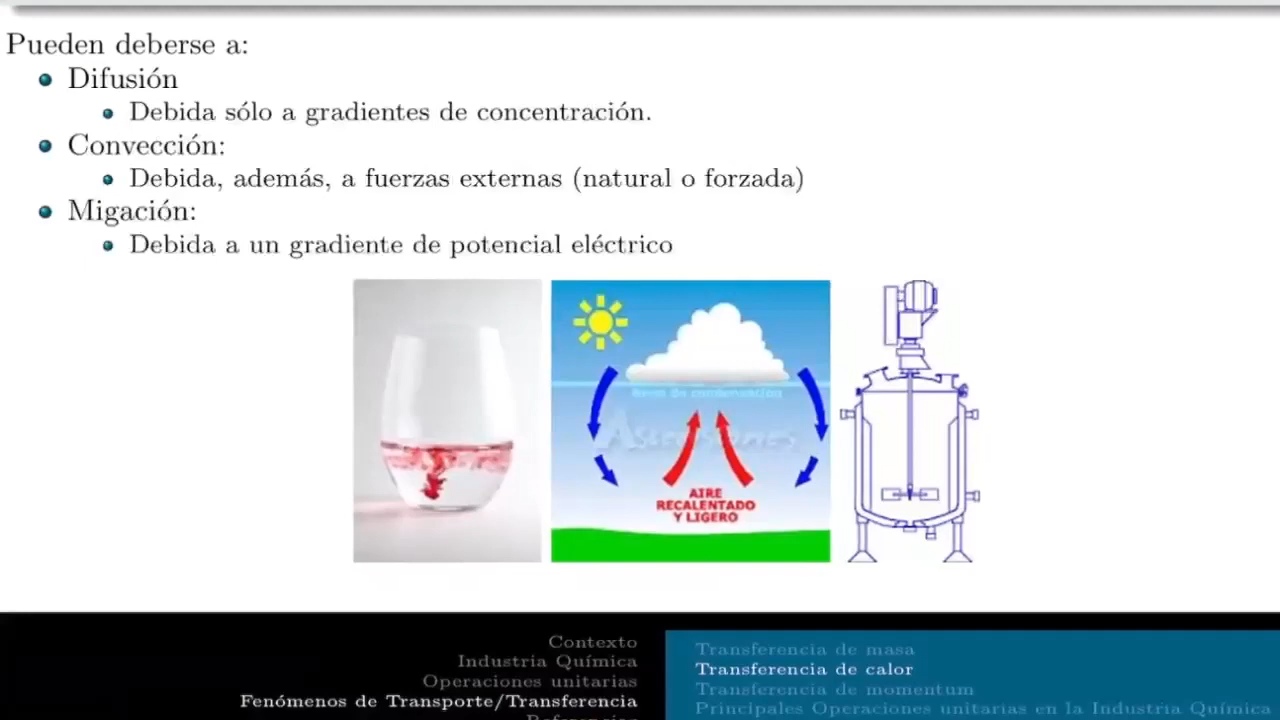 Pueden deberse a:
Difusión
Debida sólo a gradientes de concentración.
Convección:
Debida, además, a fuerzas externas (natural o forzada)
Migación:
Debida a un gradiente de potencial eléctrico
AIRE
RECALENTADO
Y LIGERO
Contexto
Industria Química
Operaciones unitarias
Fenómenos de Transporte/Transferencia
Transferencia de masa
Transferencia de calor
Transferencia de momentum
Principales Operaciones unitarias en la Industria Química